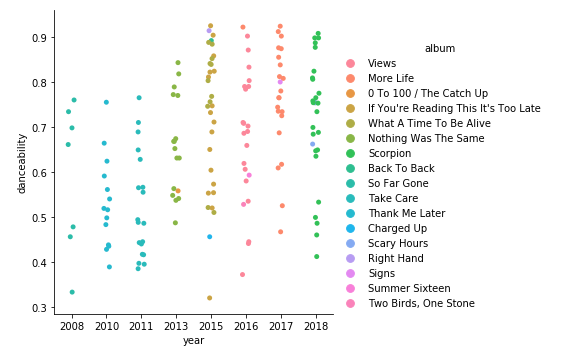 danceability
0.9
0.8
0.7
0.6
0.5
0.4
0.3
2008 2010 2011 2013 2015 2016 2017 2018
year
album
Views
More Life
0 To 100 / The Catch Up
If You're Reading This It's Too Late
What A Time To Be Alive
Nothing Was The Same
Scorpion
Back To Back
So Far Gone
Take Care
Thank Me Later
Charged Up
Scary Hours
Right Hand
Signs
Summer Sixteen
Two Birds, One Stone